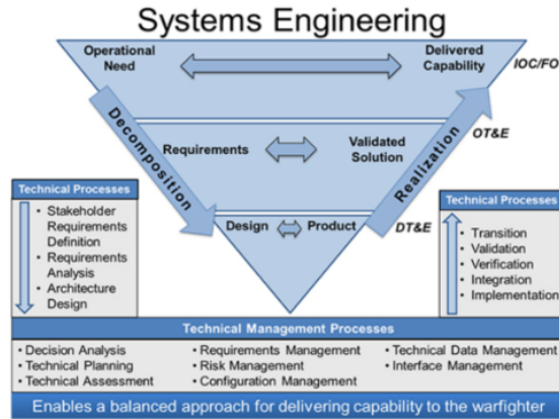 Systems Engineering
Operational
Need
Delivered
Capability
IOC/FO
Decomposition
Realization
Requirements
Validated
Solution
OT&E
Design
Product
DT&E
Technical Processes
• Stakeholder
Requirements
Definition
• Requirements
Analysis
• Architecture
Design
Technical Processes
• Transition
• Validation
• Verification
• Integration
• Implementation
Technical Management Processes
•Decision Analysis
•Technical Planning
•Technical Assessment
•Requirements Management
•Risk Management
•Configuration Management
•Technical Data Management
•Interface Management
Enables a balanced approach for delivering capability to the warfighter